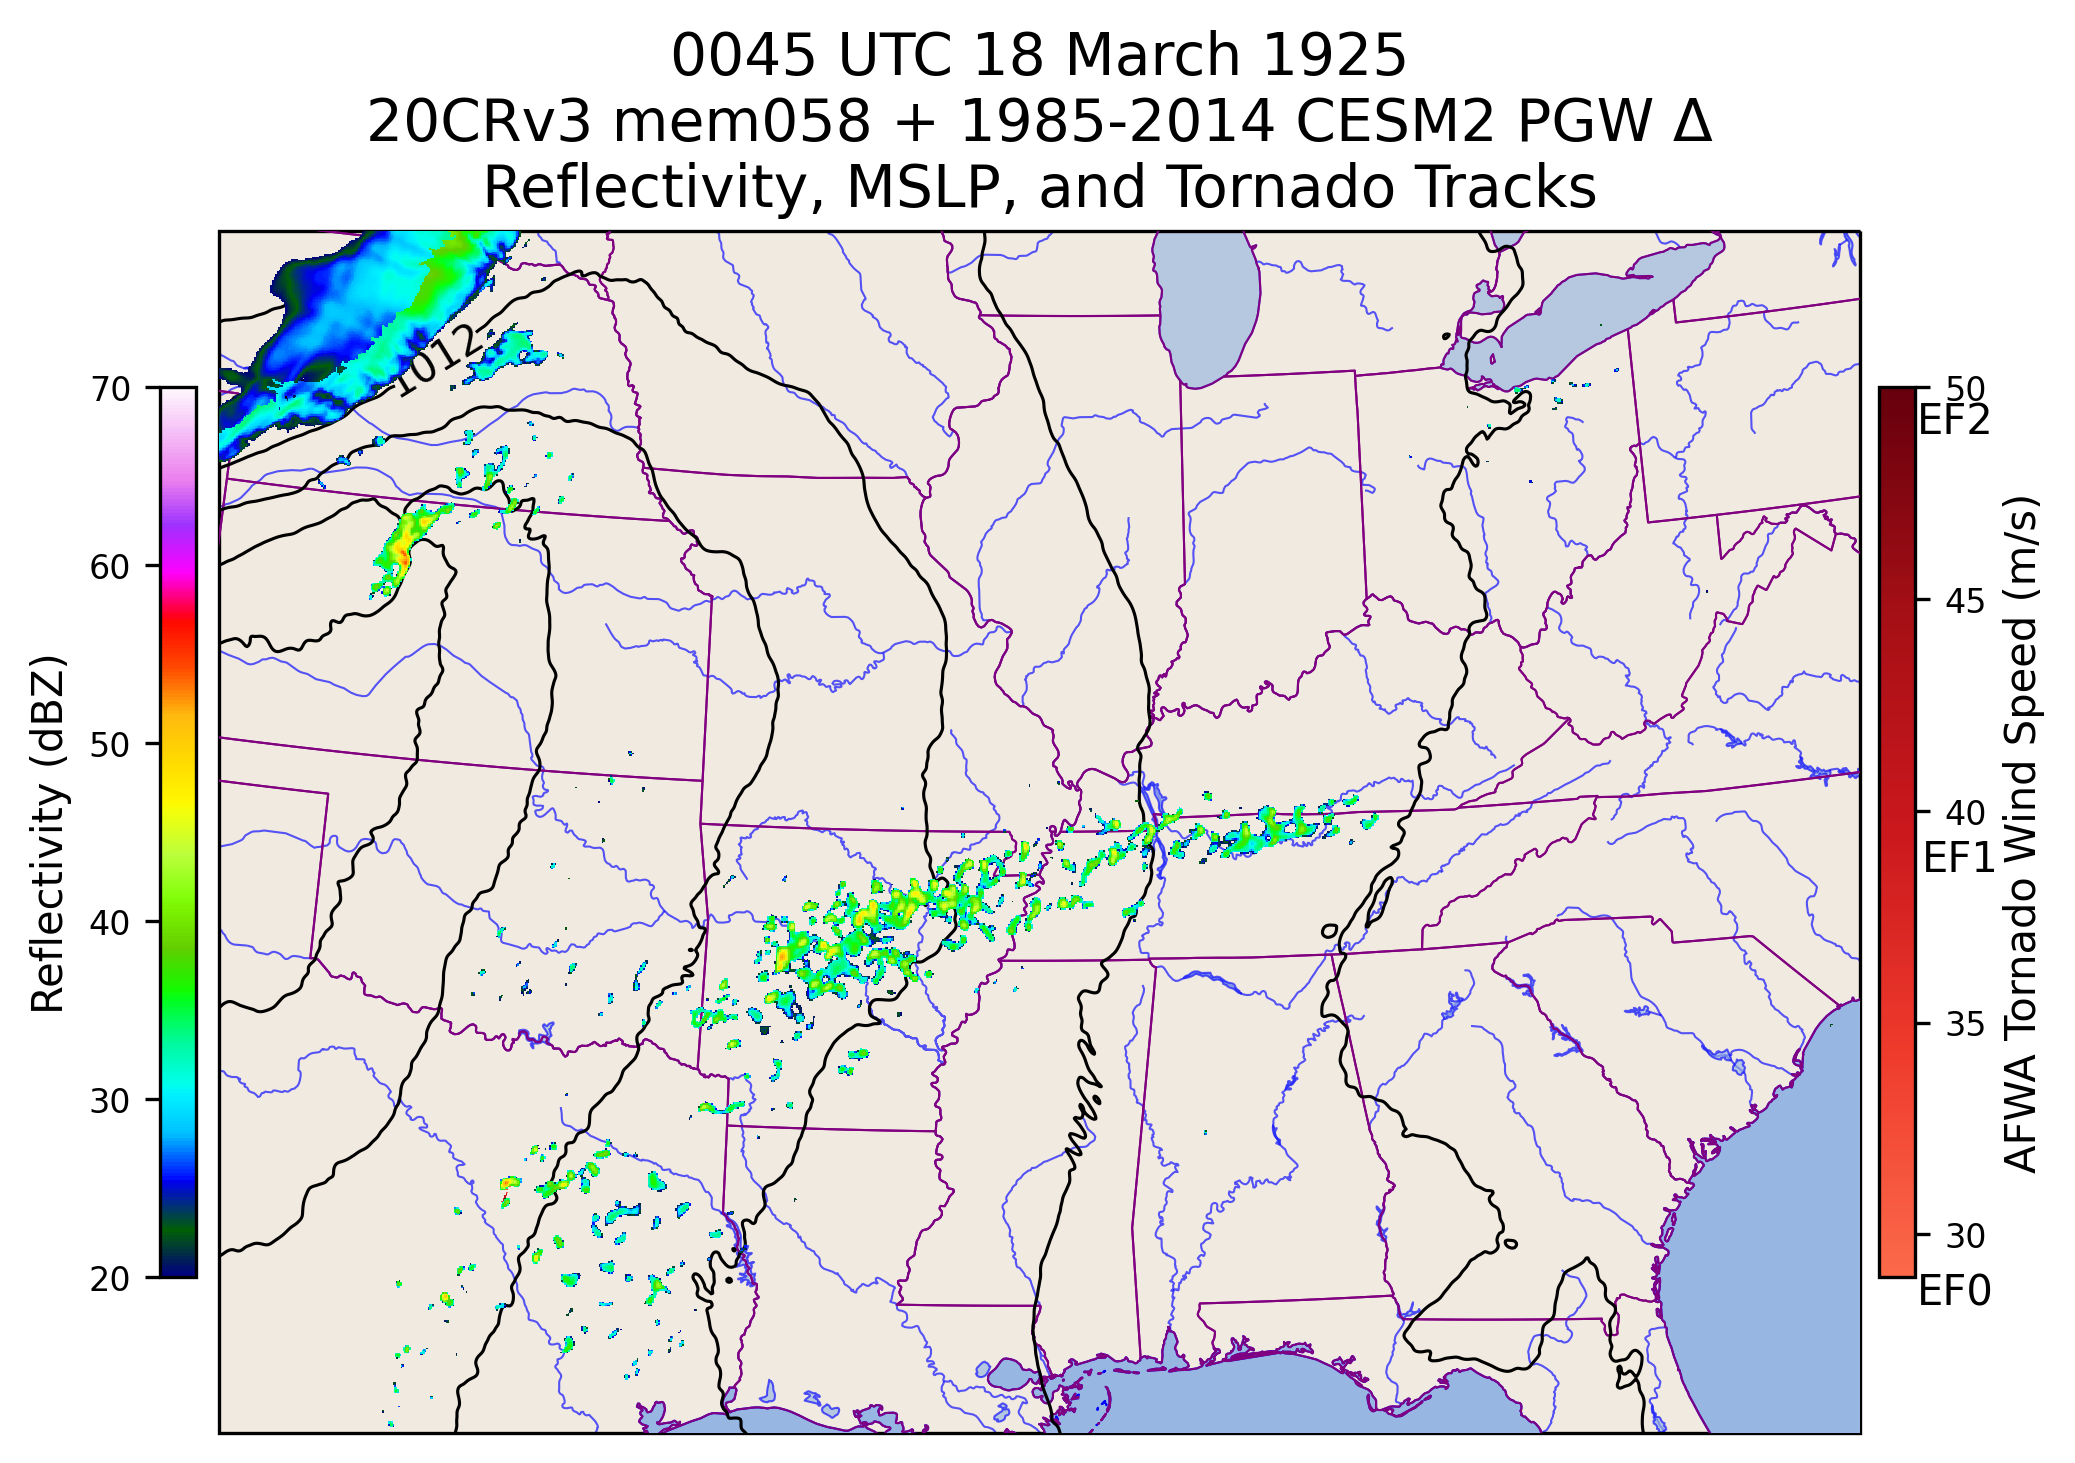 0045 UTC 18 March 1925
20CRv3 mem058 + 1985-2014 CESM2 PGW Δ
Reflectivity, MSLP, and Tornado Tracks
1012
70
60
50
40
30
20
Reflectivity (dBZ)
50
EF2
45
40
EF1
35
30
EF0
AFWA Tornado Wind Speed (m/s)